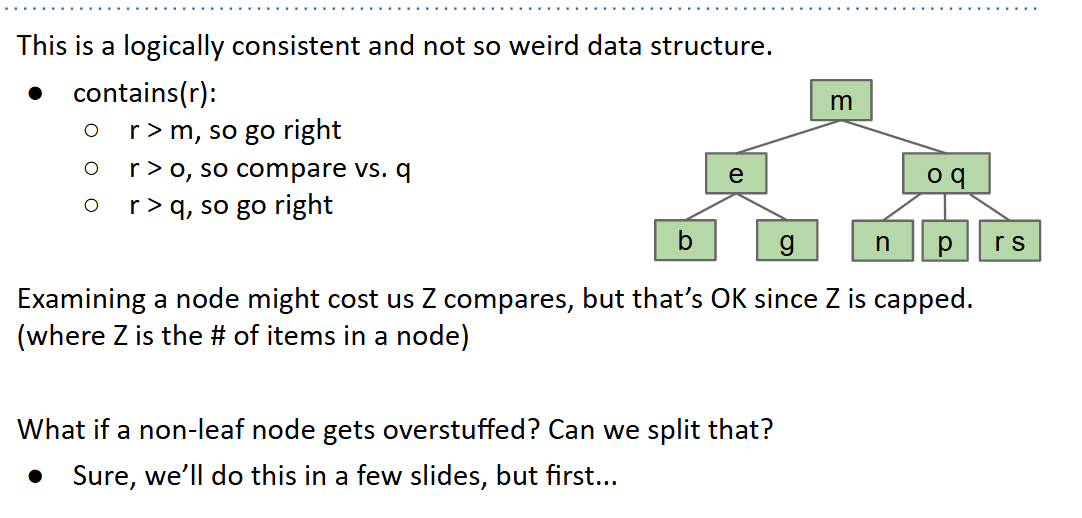 This is a logically consistent and not so weird data structure.
● contains(r):
○ r > m, so go right
○ r > o, so compare vs. q
○ r > q, so go right
m
e
o q
b
g
n
p
r s
Examining a node might cost us Z compares, but that’s OK since Z is capped.
(where Z is the # of items in a node)
What if a non-leaf node gets overstuffed? Can we split that?
● Sure, we’ll do this in a few slides, but first...